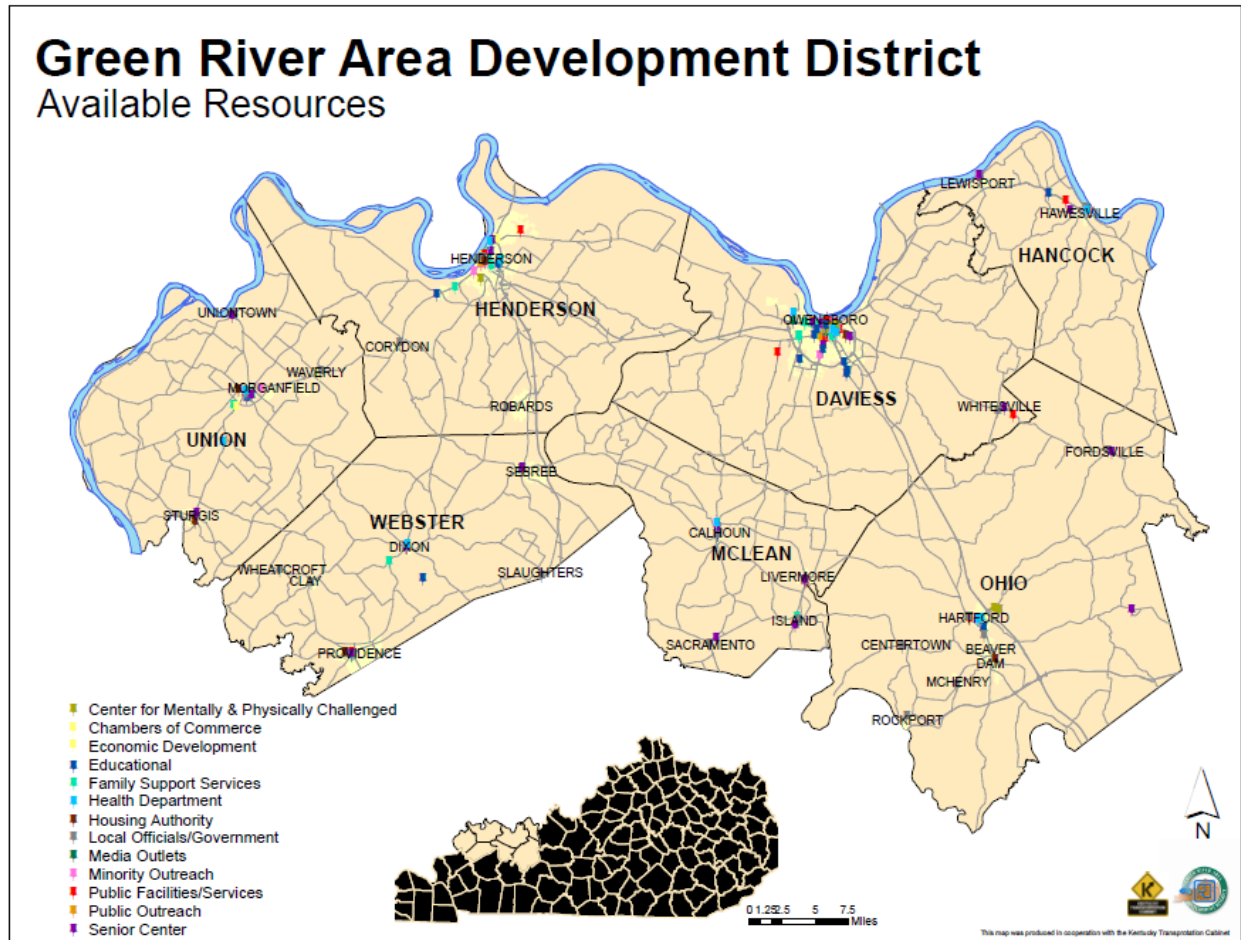 Green River Area Development District
Available Resources
LEWISPORT
HAWESVILLE
HANCOCK
HENDERSON
HENDERSON
UNIONTOWN
OWENSBORO
CORYDON
WAVERLY
MORGANFIELD
DAVIESS
ROBARDS
WHITESVILLE
UNION
FORDSVILLE
SEBREE
STURGIS
WEBSTER
CALHOUN
DIXON
MCLEAN
WHEATCROFT
CLAY
SLAUGHTERS
LIVERMORE
OHIO
ISLAND
HARTFORD
SACRAMENTO
CENTERTOWN
BEAVER
DAM
PROVIDENCE
MCHENRY
ROCKPORT
Center for Mentally & Physically Challenged
Chambers of Commerce
Economic Development
Educational
Family Support Services
Health Department
Housing Authority
Local Officials/Government
Media Outlets
Minority Outreach
Public Facilities/Services
Public Outreach
Senior Center
N
0 1.25 2.5 5 7.5
Miles
This map was produced in cooperation with the Kentucky Transprotation Cabinet